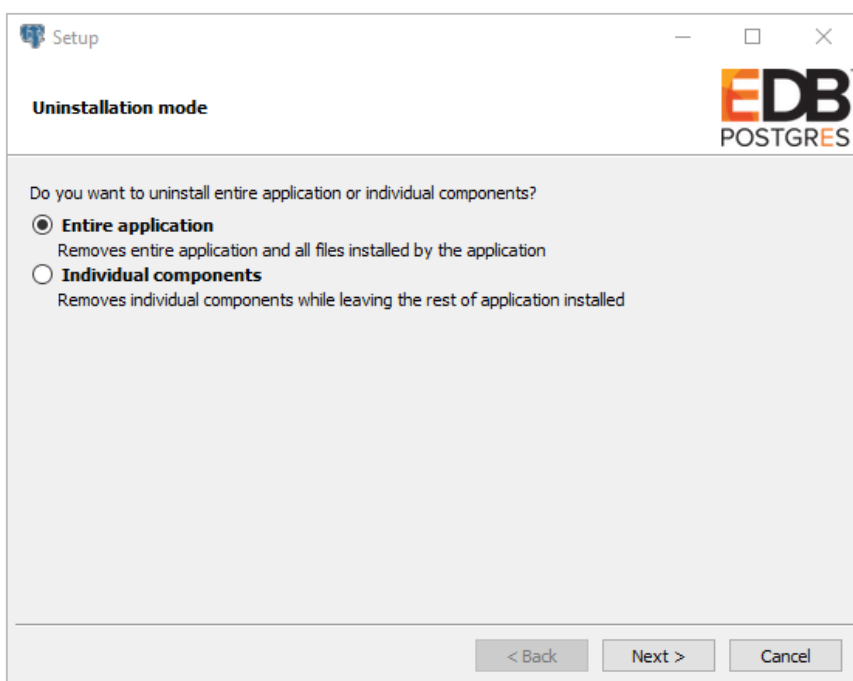 Setup
Uninstallation mode
EDB
POSTGRES
Do you want to uninstall entire application or individual components?
Entire application
Removes entire application and all files installed by the application
Individual components
Removes individual components while leaving the rest of application installed
< Back
Next >
Cancel